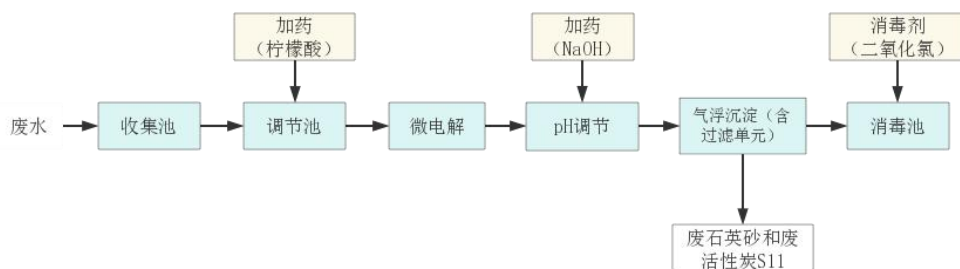 加药
（柠檬酸）
加药
（NaOH）
消毒剂
（二氧化氯）
废水
收集池
调节池
微电解
pH调节
气浮沉淀（含
过滤单元）
消毒池
废石英砂和废
活性炭S11